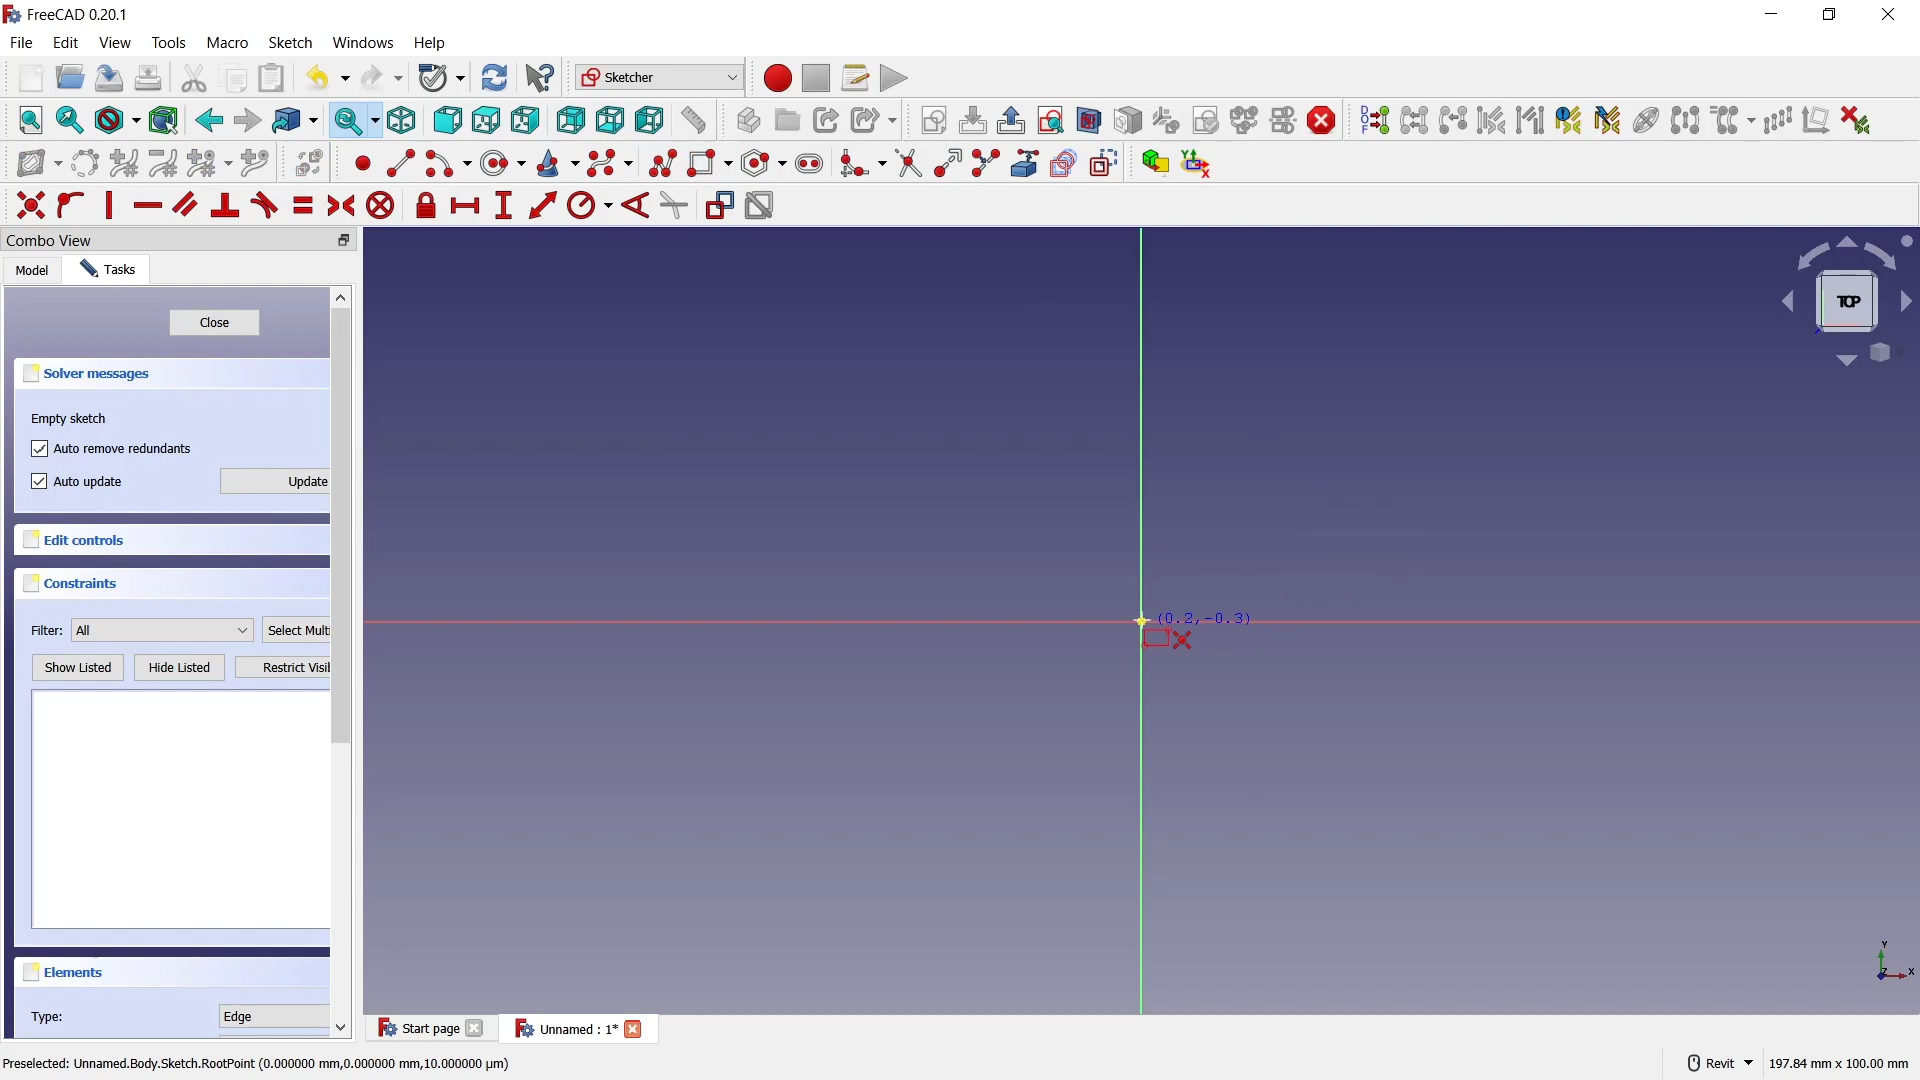 FreeCAD 0.20.1
File Edit View Tools Macro Sketch Windows Help
Sketcher
Combo View
Model Tasks
Close
Solver messages
Empty sketch
Auto remove redundants
Auto update Update
Edit controls
Constraints
Filter: All Select Multi
Show Listed Hide Listed Restrict Visil
Elements
Type: Edge
TOP
(0.2,-0.3)
Y
Z X
Start page Unnamed : 1*
Preselected: Unnamed.Body.Sketch.RootPoint (0.000000 mm,0.000000 mm,10.000000 µm)
Revit 197.84 mm x 100.00 mm